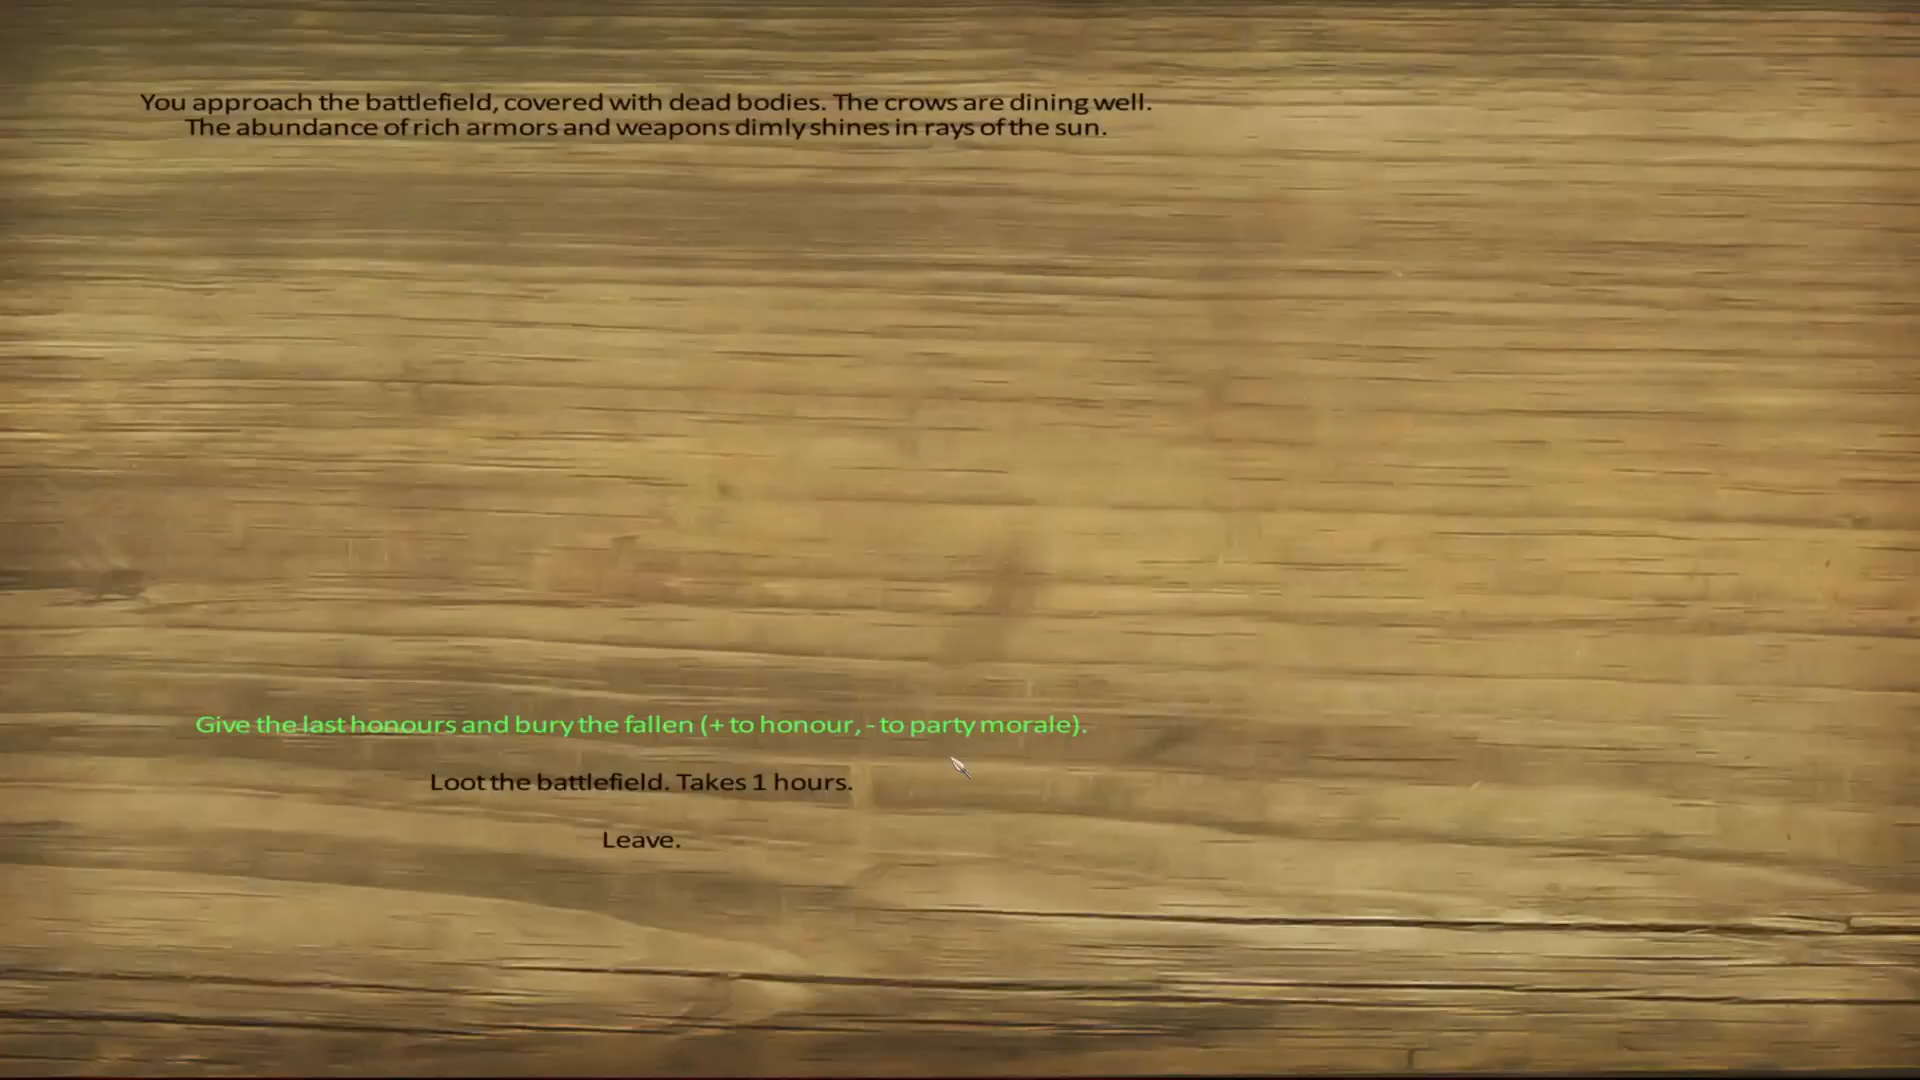 You approach the battlefield, covered with dead bodies. The crows are dining well.
The abundance of rich armors and weapons dimly shines in rays of the sun.
Give the last honours and bury the fallen (+ to honour, - to party morale).
Loot the battlefield. Takes 1 hours.
Leave.